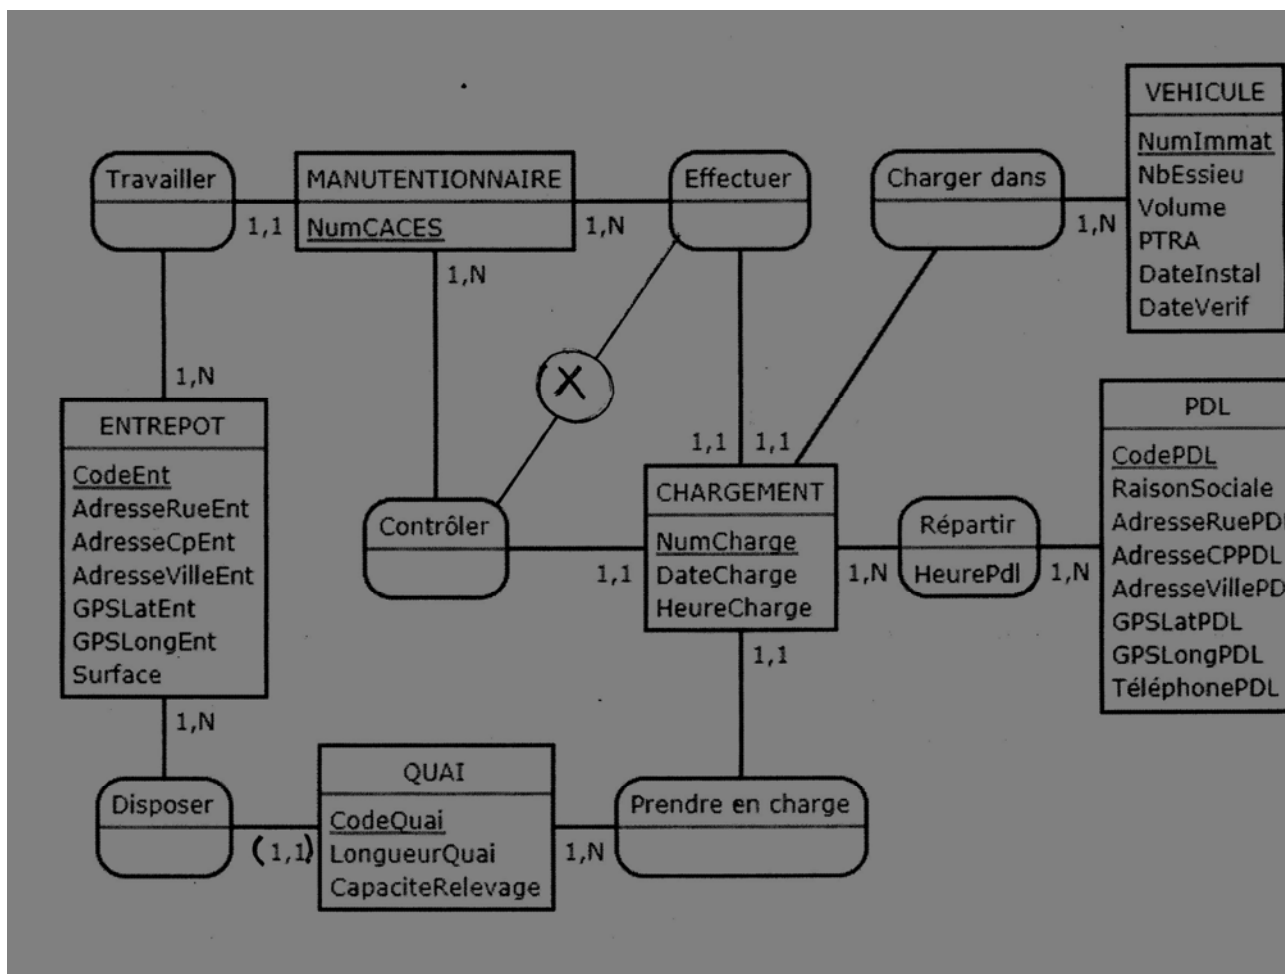 VEHICULE
NumImmat
NbEssieu
Volume
PTRA
DateInstal
DateVerif
Travailler
MANUTENTIONNAIRE
NumCACES
Effectuer
Charger dans
1,1
1,N
1,N
1,N
1,N
X
ENTREPOT
CodeEnt
AdresseRueEnt
AdresseCpEnt
AdresseVilleEnt
GPSLatEnt
GPSLongEnt
Surface
1,1
1,1
CHARGEMENT
NumCharge
DateCharge
HeureCharge
Contrôler
1,1
Répartir
HeurePdl
1,N
1,N
PDL
CodePDL
RaisonSociale
AdresseRuePDL
AdresseCPPDL
AdresseVillePD
GPSLatPDL
GPSLongPDL
TéléphonePDL
1,1
1,N
Disposer
(1,1)
QUAI
CodeQuai
LongueurQuai
CapaciteRelevage
1,N
Prendre en charge